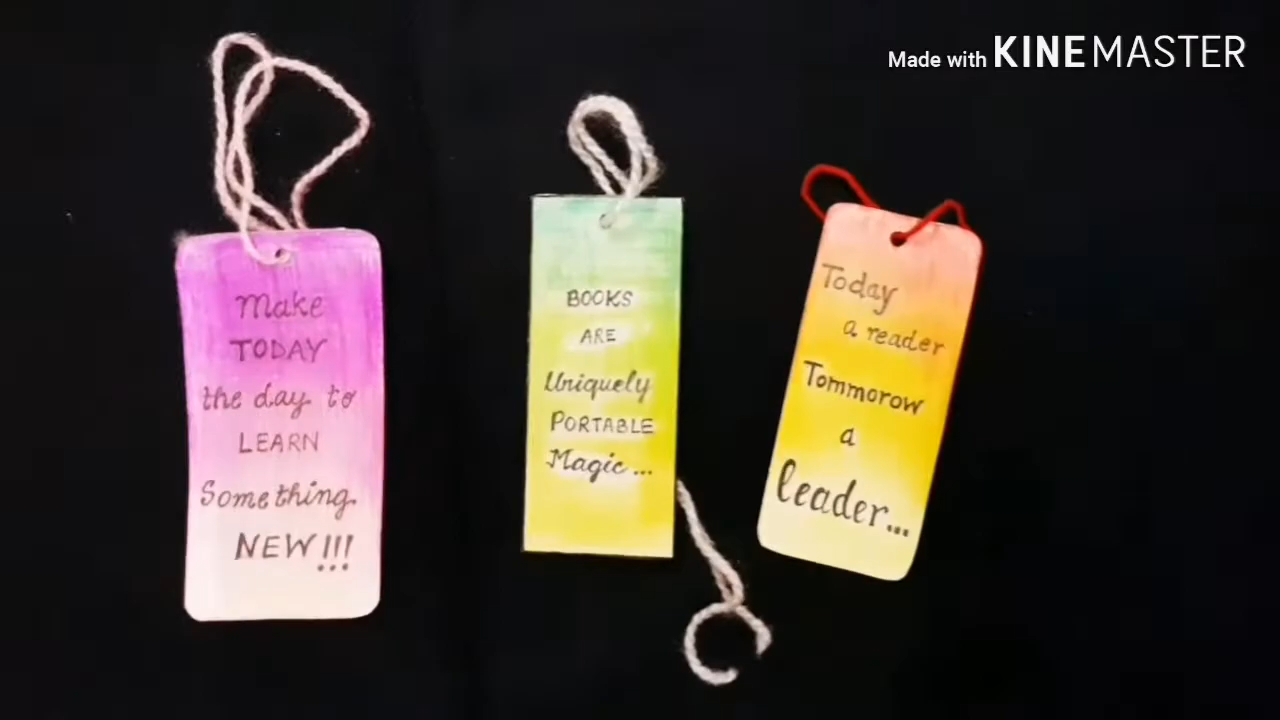 Made with KINEMASTER
Make
TODAY
the day to
LEARN
Something
NEW!!!
BOOKS
ARE
Uniquely
PORTABLE
Magic...
Today
a reader
Tommorow
a
leader...